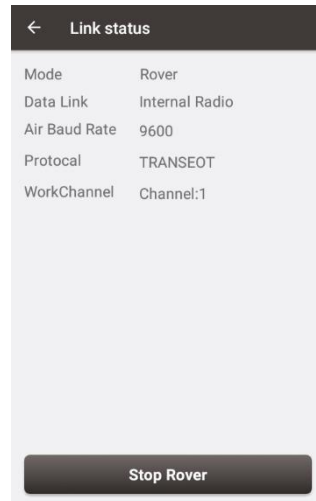 Link status
Mode Rover
Data Link Internal Radio
Air Baud Rate 9600
Protocal TRANSEOT
WorkChannel Channel:1
Stop Rover